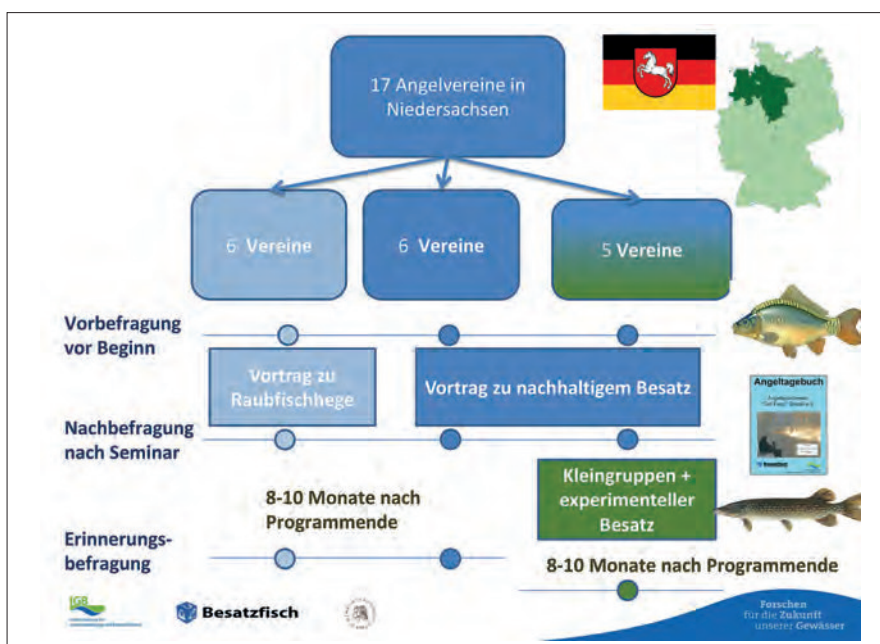 17 Angelvereine in
Niedersachsen
6 Vereine
6 Vereine
5 Vereine
Vorbefragung
vor Beginn
Vortrag zu
Raubfischhege
Vortrag zu nachhaltigem Besatz
Angeltagebuch
Nachbefragung
nach Seminar
Kleingruppen +
experimenteller
Besatz
8-10 Monate nach
Programmende
Erinnerungs-
befragung
8-10 Monate nach Programmende
IGB
Besatzfisch
Forschen
für die Zukunft
unserer Gewässer